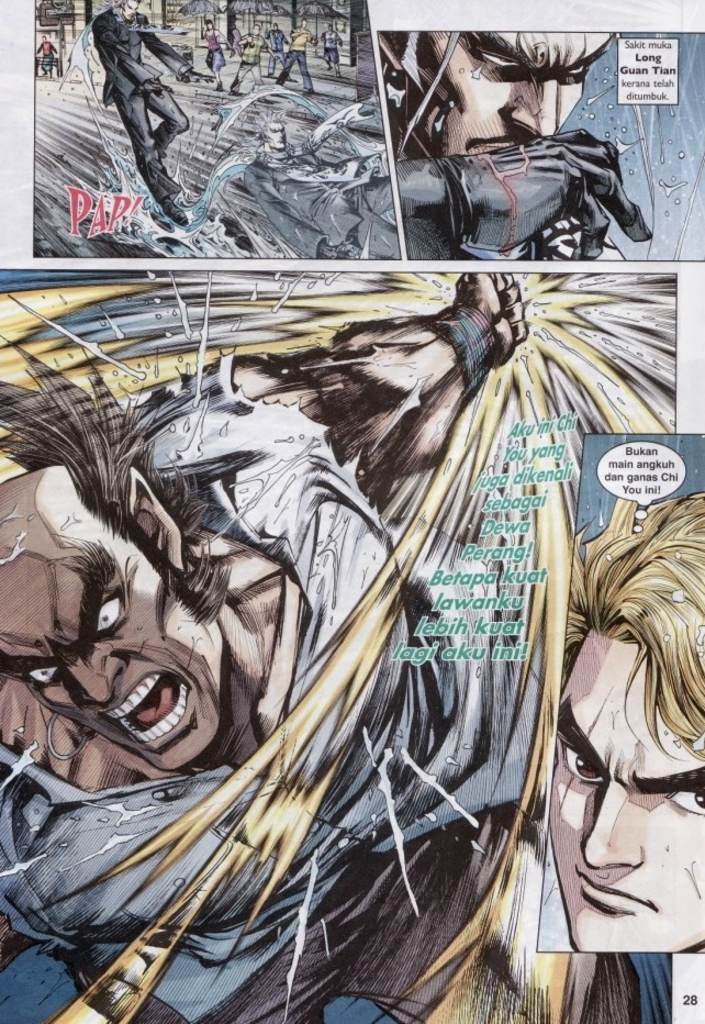 PAP!
Sakit muka
Long
Guan Tian
kerana telah
ditumbuk.
Aku ini Chi
You yang
juga dikenali
sebagai
Dewa
Perang!
Betapa kuat
lawanku
lebih kuat
lagi aku ini!
Bukan
main angkuh
dan ganas Chi
You ini!
28